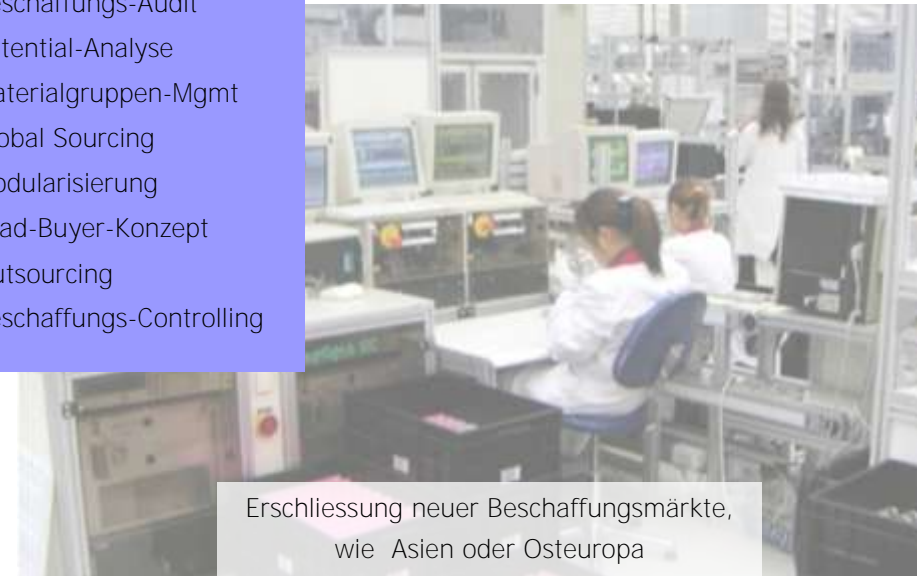 eschaffungs-Audit
tential-Analyse
aterialgruppen-Mgmt
obal Sourcing
odularisierung
ad-Buyer-Konzept
utsourcing
eschaffungs-Controlling
Erschliessung neuer Beschaffungsmärkte,
wie Asien oder Osteuropa